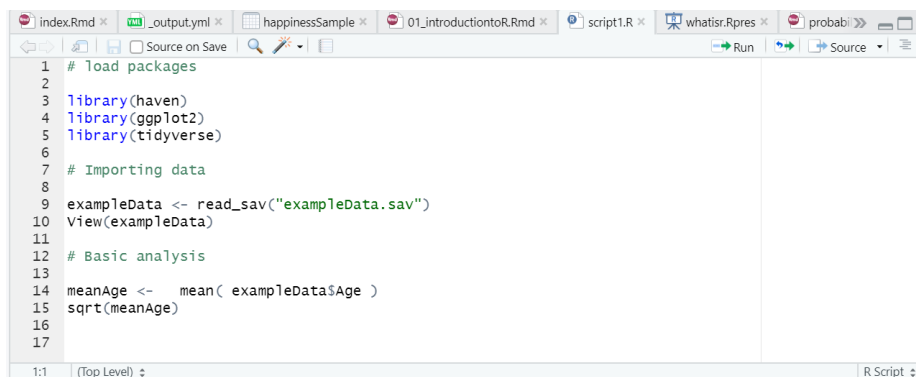 index.Rmd × _output.yml × happinessSample × 01_introductiontoR.Rmd × script1.R × whatisr.Rpres × probabi
Source on Save Run Source
1 # load packages
2
3 library(haven)
4 library(ggplot2)
5 library(tidyverse)
6
7 # Importing data
8
9 exampleData <- read_sav("exampleData.sav")
10 View(exampleData)
11
12 # Basic analysis
13
14 meanAge <-   mean( exampleData$Age )
15 sqrt(meanAge)
16
17
1:1 (Top Level) R Script